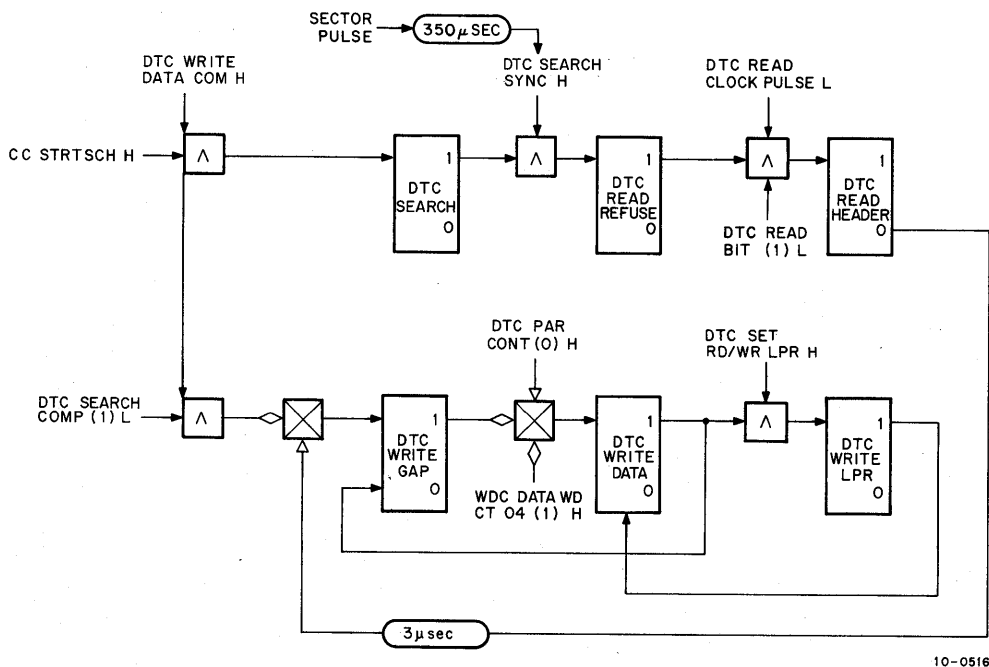 SECTOR
PULSE
350 μ SEC
DTC WRITE
DATA COM H
DTC SEARCH
SYNC H
DTC READ
CLOCK PULSE L
CC STRTSCH H
Λ
1
DTC
SEARCH
0
Λ
1
DTC
READ
REFUSE
0
Λ
1
DTC
READ
HEADER
0
DTC READ
BIT (1) L
DTC PAR
CONT (0) H
DTC SET
RD/WR LPR H
DTC SEARCH
COMP (1) L
Λ
1
DTC
WRITE
GAP
0
WDC DATA WD
CT 04 (1) H
1
DTC
WRITE
DATA
0
Λ
1
DTC
WRITE
LPR
0
3μsec
10-0516